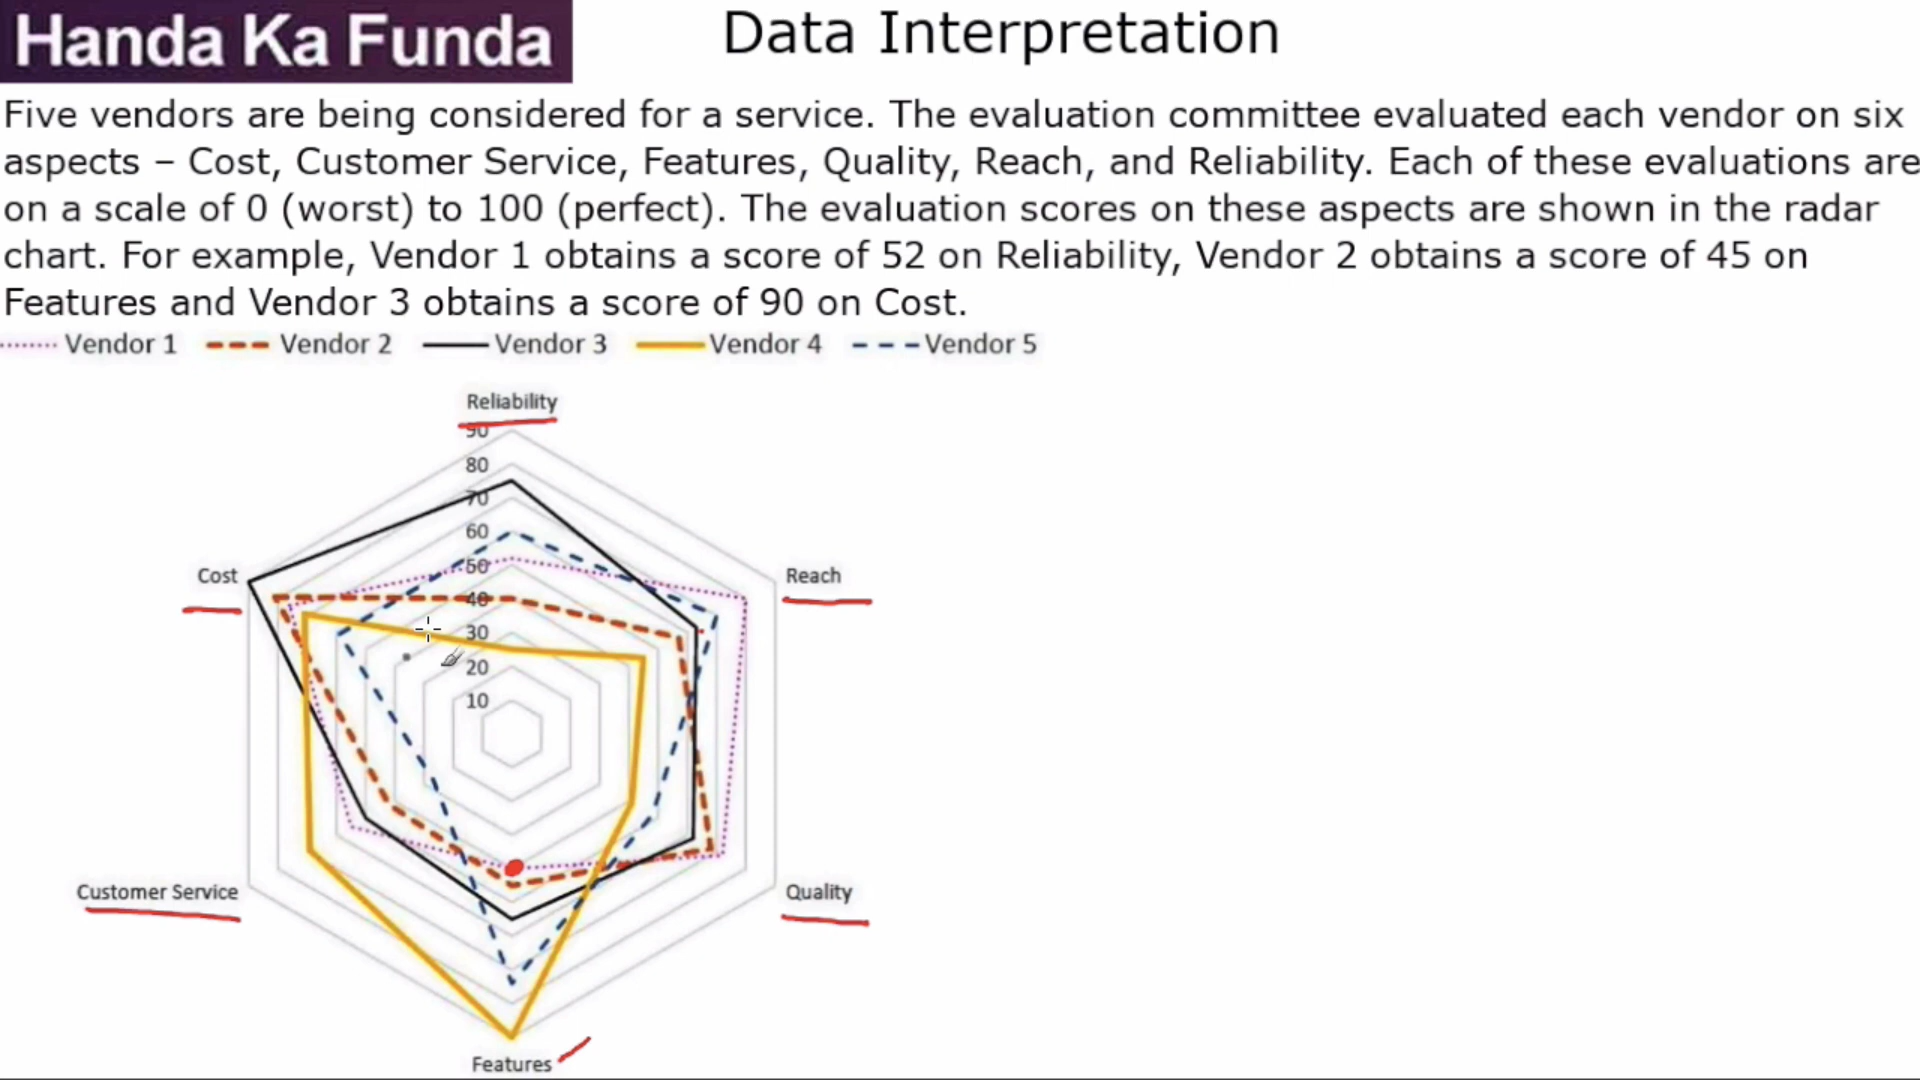 Handa Ka Funda
Data Interpretation
Five vendors are being considered for a service. The evaluation committee evaluated each vendor on six
aspects – Cost, Customer Service, Features, Quality, Reach, and Reliability. Each of these evaluations are
on a scale of 0 (worst) to 100 (perfect). The evaluation scores on these aspects are shown in the radar
chart. For example, Vendor 1 obtains a score of 52 on Reliability, Vendor 2 obtains a score of 45 on
Features and Vendor 3 obtains a score of 90 on Cost.
Vendor 1 Vendor 2 Vendor 3 Vendor 4 Vendor 5
Reliability
90
80
70
60
50
40
30
20
10
Cost
Reach
Customer Service
Quality
Features